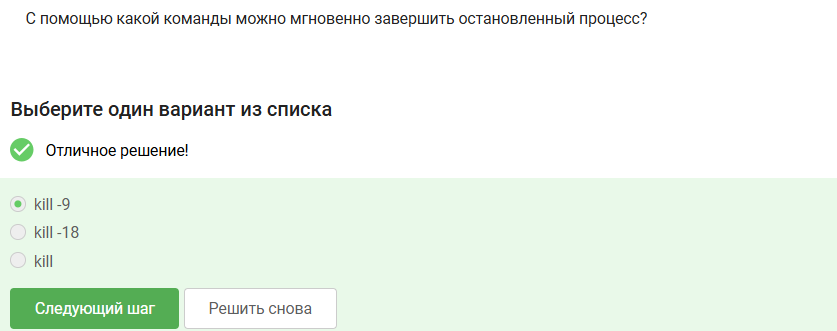 С помощью какой команды можно мгновенно завершить остановленный процесс?
Выберите один вариант из списка
Отличное решение!
kill -9
kill -18
kill
Следующий шаг
Решить снова